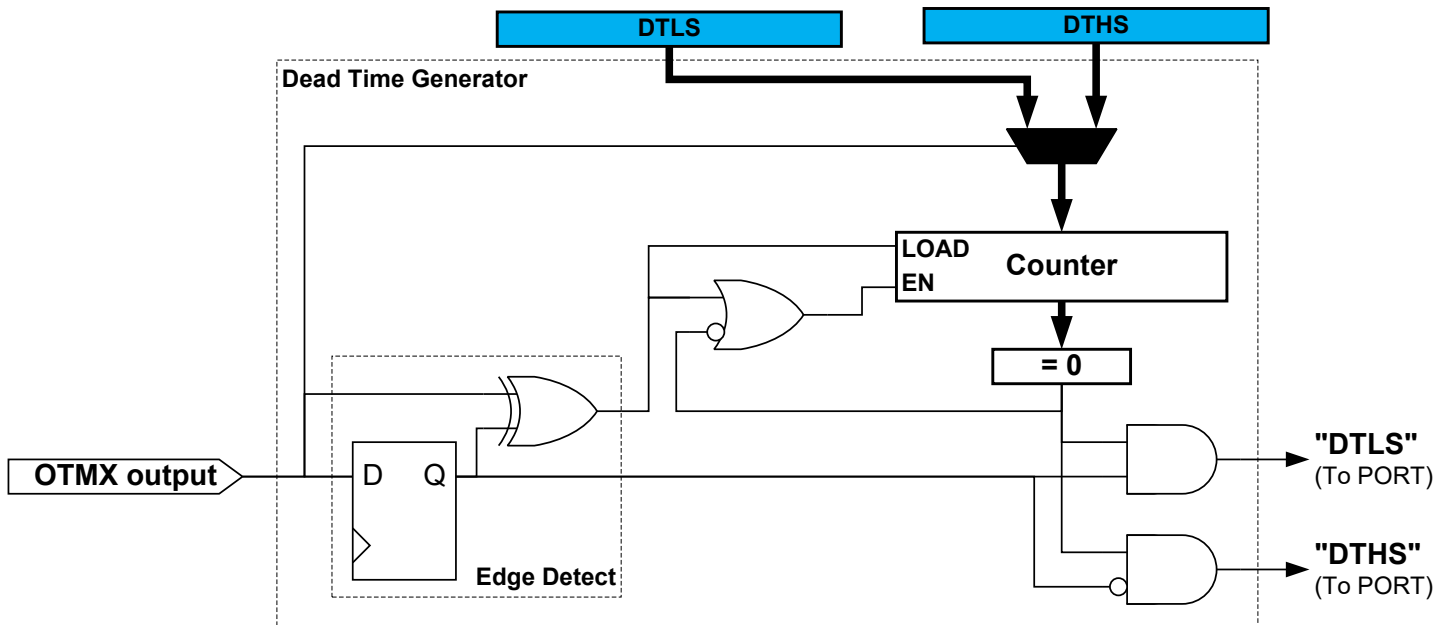 DTLS
DTHS
Dead Time Generator
LOAD
Counter
EN
= 0
"DTLS"
(To PORT)
OTMX output
D
Q
"DTHS"
(To PORT)
Edge Detect